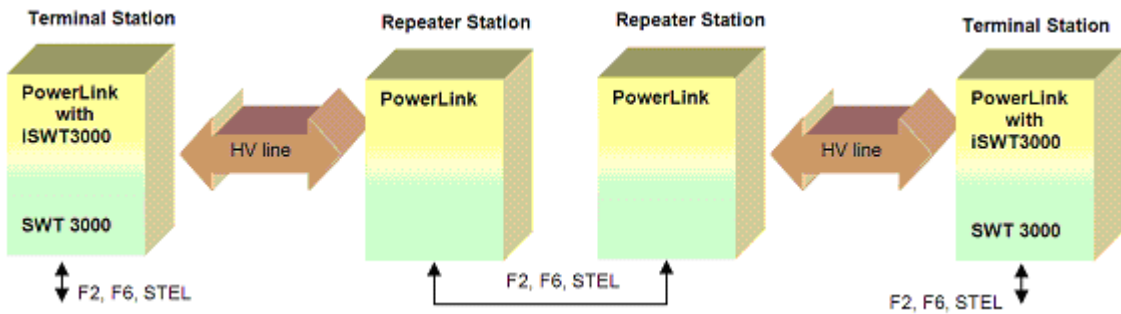 Terminal Station
Repeater Station
Repeater Station
Terminal Station
PowerLink
with
iSWT3000
SWT 3000
HV line
PowerLink
PowerLink
HV line
PowerLink
with
iSWT3000
SWT 3000
F2, F6, STEL
F2, F6, STEL
F2, F6, STEL